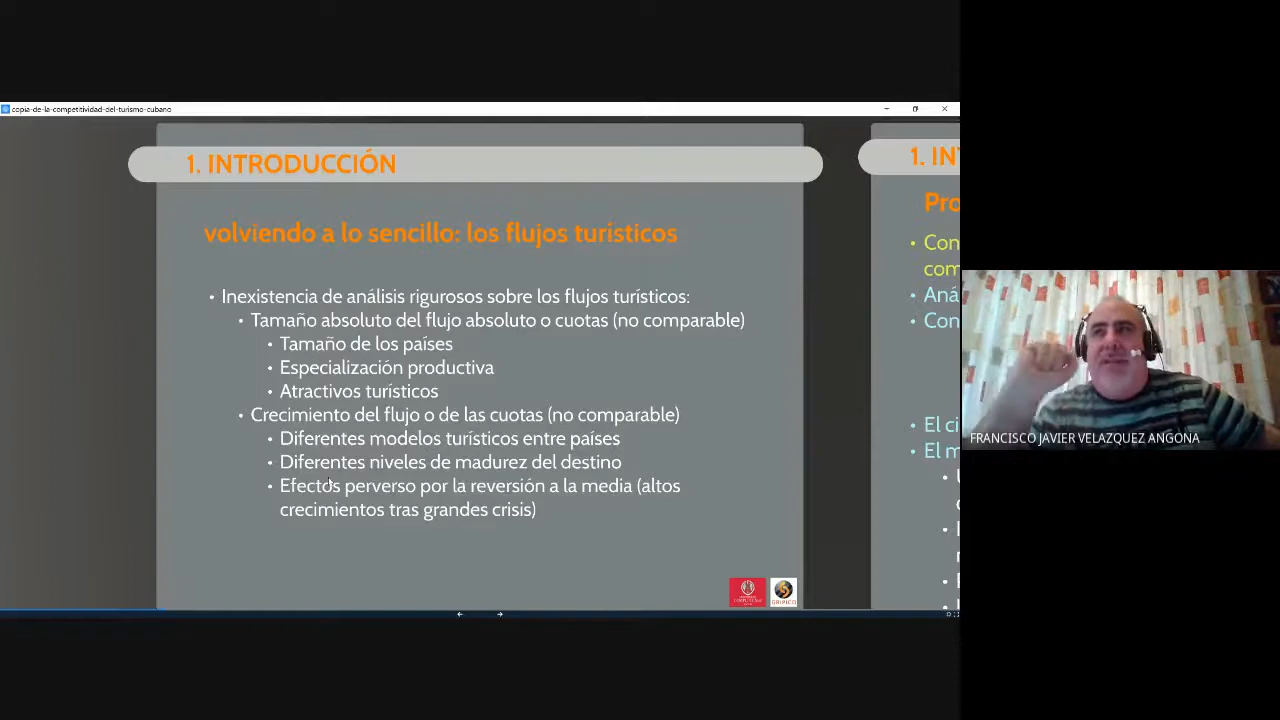 copia-de-la-competitividad-del-turismo-cubano
1. INTRODUCCIÓN
volviendo a lo sencillo: los flujos turísticos
• Inexistencia de análisis rigurosos sobre los flujos turísticos:
• Tamaño absoluto del flujo absoluto o cuotas (no comparable)
• Tamaño de los países
• Especialización productiva
• Atractivos turísticos
• Crecimiento del flujo o de las cuotas (no comparable)
• Diferentes modelos turísticos entre países
• Diferentes niveles de madurez del destino
• Efectos perverso por la reversión a la media (altos
crecimientos tras grandes crisis)
GRIPICO
1. IN
Pro
• Con
com
• Aná
• Con
• El ci
• El m
FRANCISCO JAVIER VELAZQUEZ ANGONA